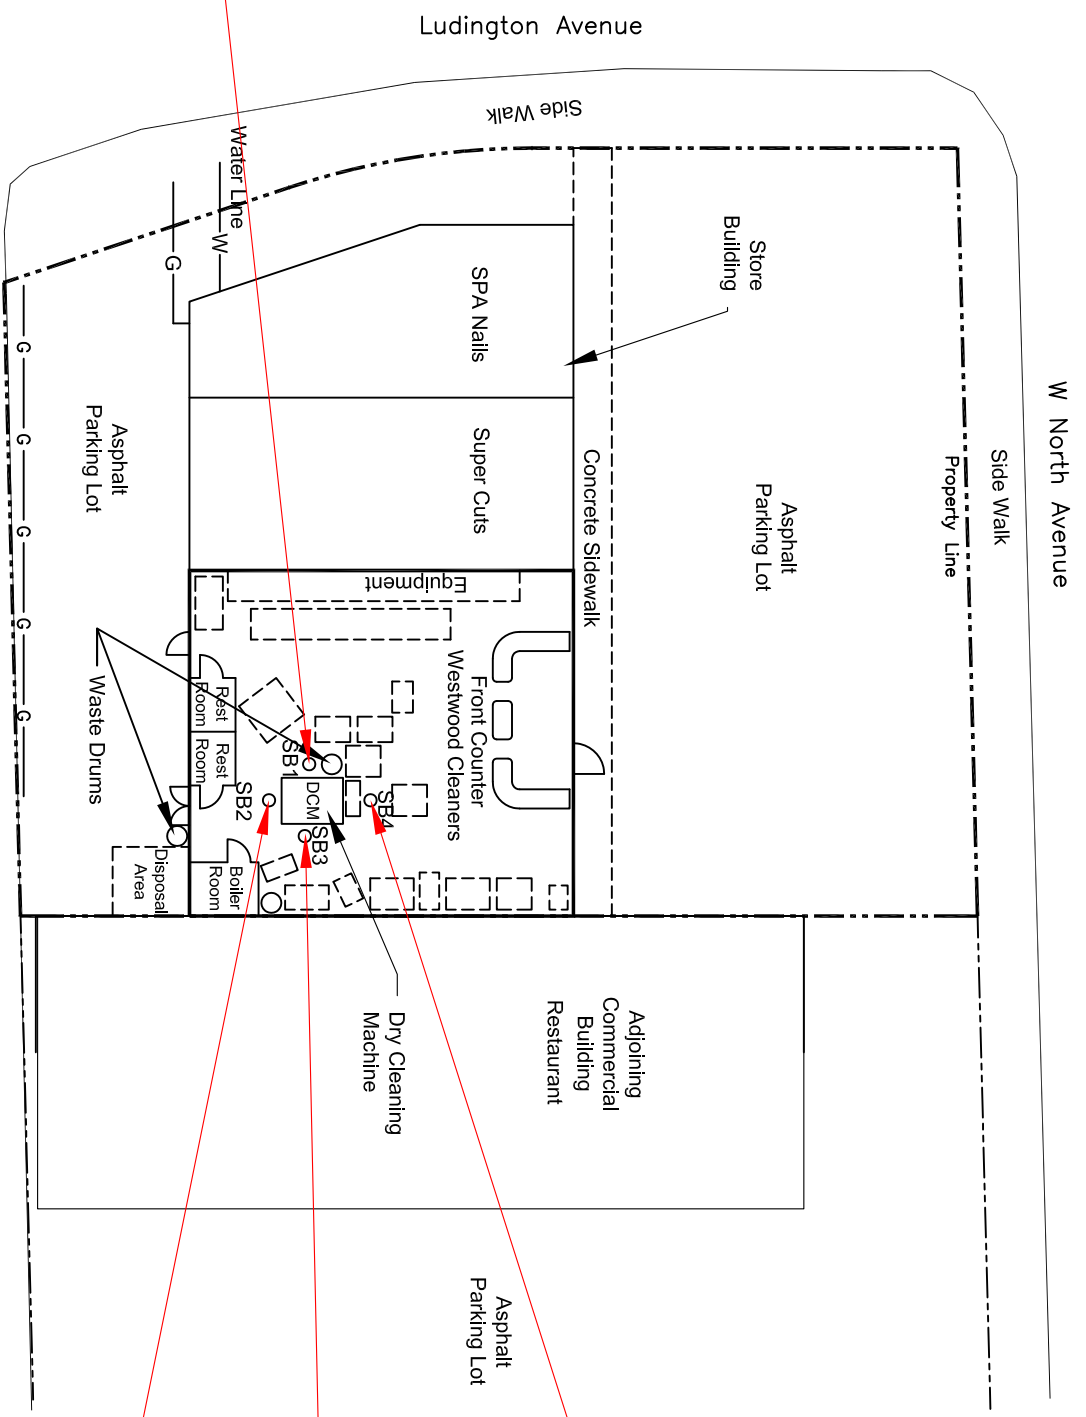 Ludington Avenue
Side Walk
W North Avenue
Side Walk
Property Line
Water Line
W
G
Store
Building
SPA Nails
Super Cuts
Concrete Sidewalk
Asphalt
Parking Lot
Asphalt
Parking Lot
G
G
G
G
G
Equipment
Front Counter
Westwood Cleaners
Rest
Room
Rest
Room
SB1
SB2
SB3
SB4
DCM
Waste Drums
Disposal
Area
Boiler
Room
Dry Cleaning
Machine
Adjoining
Commercial
Building
Restaurant
Asphalt
Parking Lot